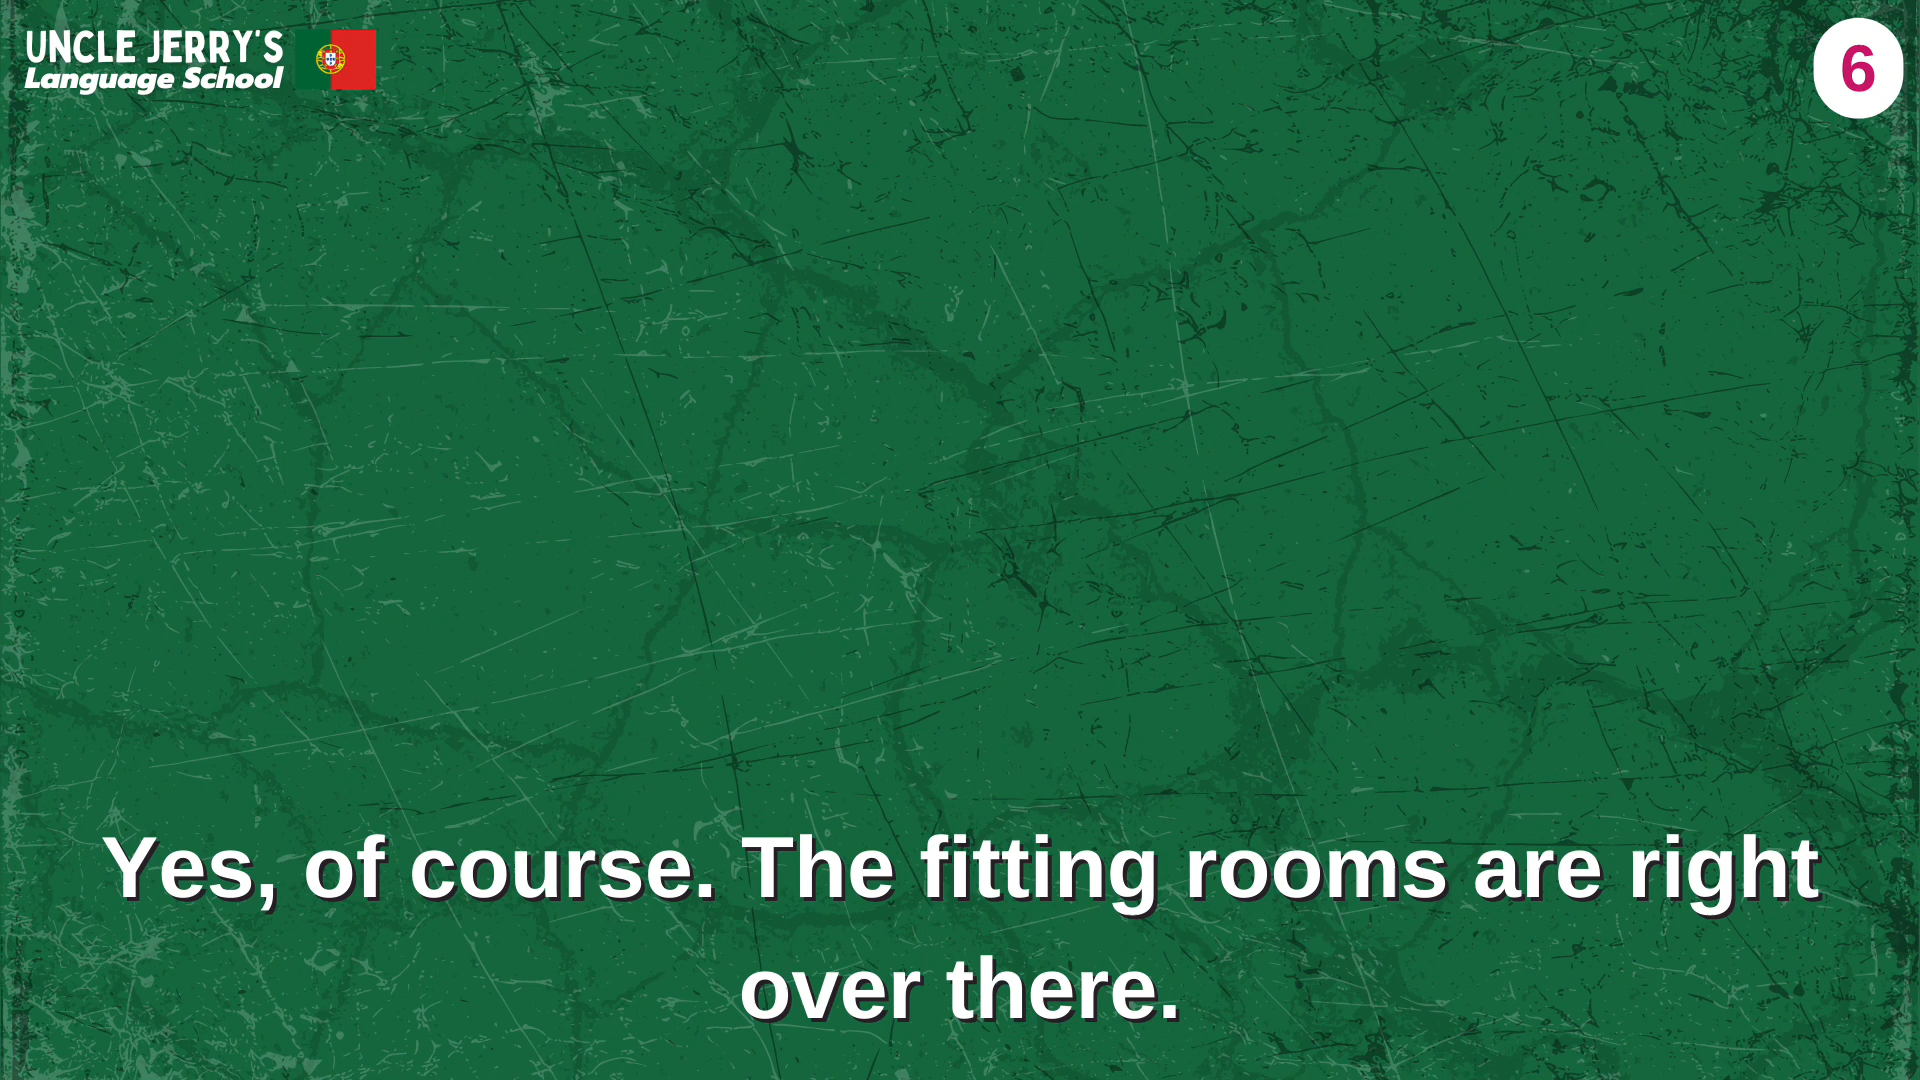 UNCLE JERRY'S
Language School
6
Yes, of course. The fitting rooms are right
over there.